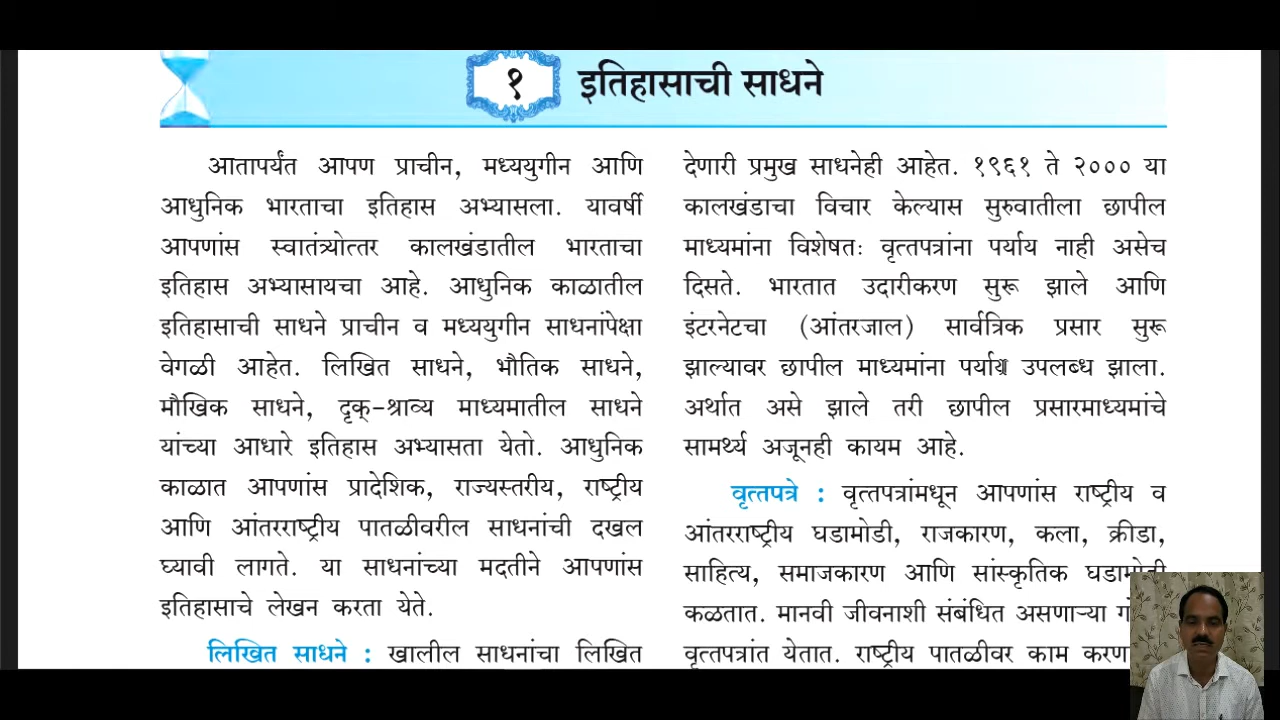 १ इतिहासाची साधने
आतापर्यंत आपण प्राचीन, मध्ययुगीन आणि
आधुनिक भारताचा इतिहास अभ्यासला. यावर्षी
आपणांस स्वातंत्र्योत्तर कालखंडातील भारताचा
इतिहास अभ्यासायचा आहे. आधुनिक काळातील
इतिहासाची साधने प्राचीन व मध्ययुगीन साधनांपेक्षा
वेगळी आहेत. लिखित साधने, भौतिक साधने,
मौखिक साधने, दृक्-श्राव्य माध्यमातील साधने
यांच्या आधारे इतिहास अभ्यासता येतो. आधुनिक
काळात आपणांस प्रादेशिक, राज्यस्तरीय, राष्ट्रीय
आणि आंतरराष्ट्रीय पातळीवरील साधनांची दखल
घ्यावी लागते. या साधनांच्या मदतीने आपणांस
इतिहासाचे लेखन करता येते.
लिखित साधने : खालील साधनांचा लिखित
देणारी प्रमुख साधनेही आहेत. १९६१ ते २००० या
कालखंडाचा विचार केल्यास सुरुवातीला छापील
माध्यमांना विशेषतः वृत्तपत्रांना पर्याय नाही असेच
दिसते. भारतात उदारीकरण सुरू झाले आणि
इंटरनेटचा (आंतरजाल) सार्वत्रिक प्रसार सुरू
झाल्यावर छापील माध्यमांना पर्याय उपलब्ध झाला.
अर्थात असे झाले तरी छापील प्रसारमाध्यमांचे
सामर्थ्य अजूनही कायम आहे.
वृत्तपत्रे : वृत्तपत्रांमधून आपणांस राष्ट्रीय व
आंतरराष्ट्रीय घडामोडी, राजकारण, कला, क्रीडा,
साहित्य, समाजकारण आणि सांस्कृतिक घडामोडी
कळतात. मानवी जीवनाशी संबंधित असणाऱ्या
वृत्तपत्रांत येतात. राष्ट्रीय पातळीवर काम